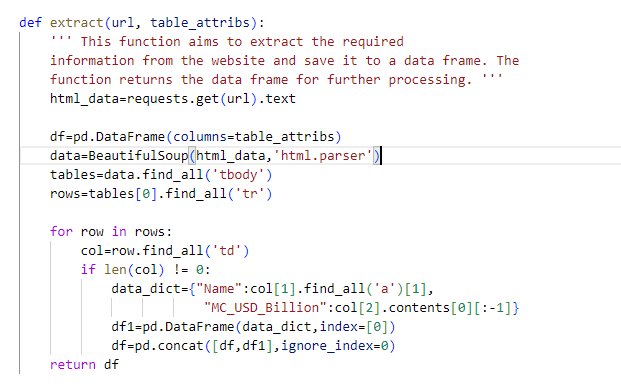 def extract(url, table_attribs):
    ''' This function aims to extract the required
    information from the website and save it to a data frame. The
    function returns the data frame for further processing. '''
    html_data=requests.get(url).text

    df=pd.DataFrame(columns=table_attribs)
    data=BeautifulSoup(html_data,'html.parser')
    tables=data.find_all('tbody')
    rows=tables[0].find_all('tr')

    for row in rows:
        col=row.find_all('td')
        if len(col) != 0:
            data_dict={"Name":col[1].find_all('a')[1],
                        "MC_USD_Billion":col[2].contents[0][:-1]}
            df1=pd.DataFrame(data_dict,index=[0])
            df=pd.concat([df,df1],ignore_index=0)
    return df